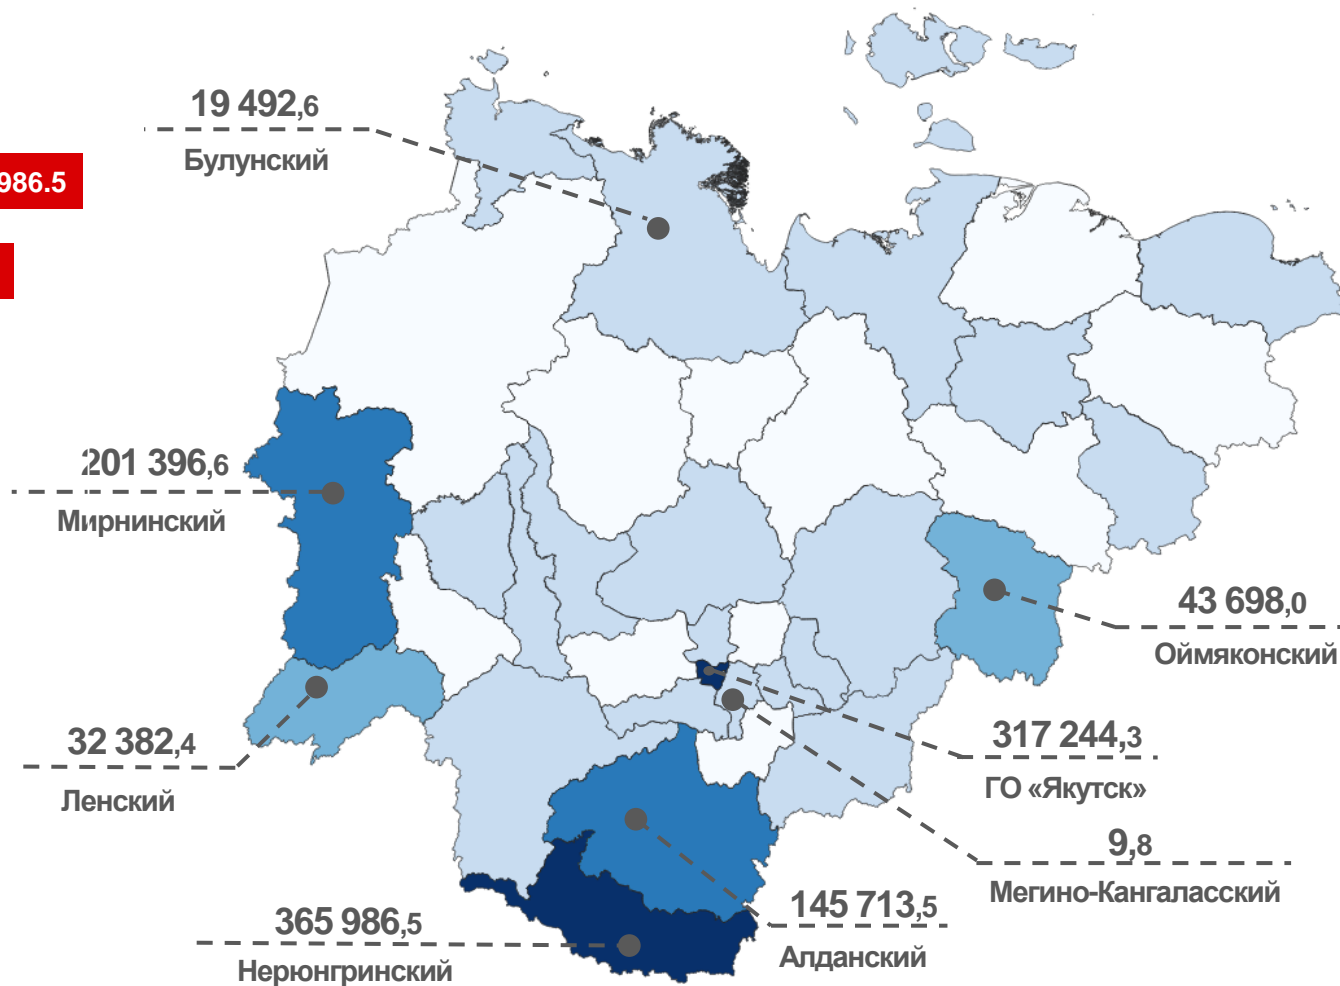 19 492,6
Булунский
986.5
201 396,6
Мирнинский
43 698,0
Оймяконский
32 382,4
Ленский
317 244,3
ГО «Якутск»
9,8
Мегино-Кангаласский
365 986,5
Нерюнгринский
145 713,5
Алданский